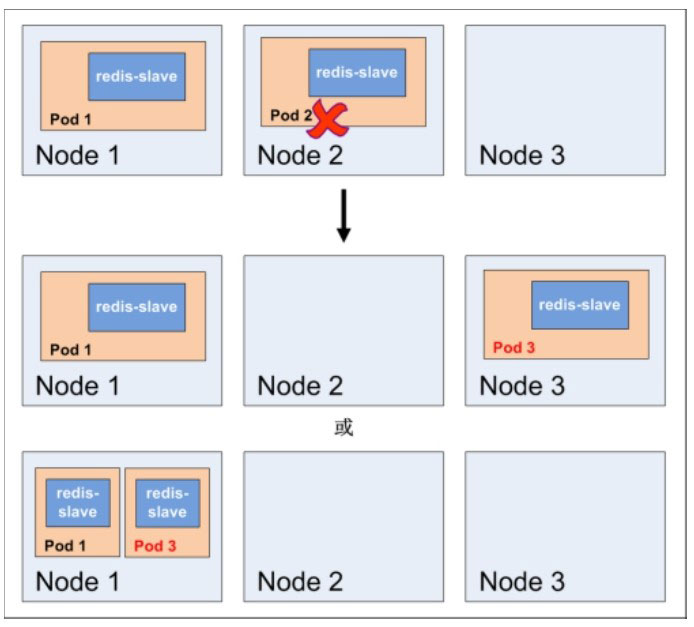 redis-slave
Pod 1
Node 1
redis-slave
Pod 2
Node 2
Node 3
redis-slave
Pod 1
Node 1
Node 2
redis-slave
Pod 3
Node 3
或
redis-
slave
Pod 1
redis-
slave
Pod 3
Node 1
Node 2
Node 3